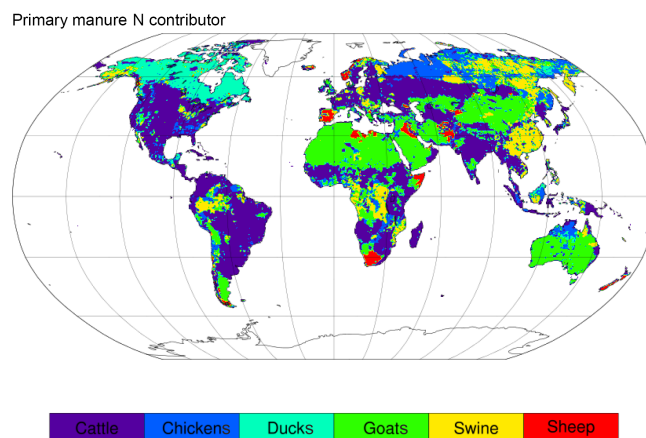 Primary manure N contributor
Cattle Chickens Ducks Goats Swine Sheep